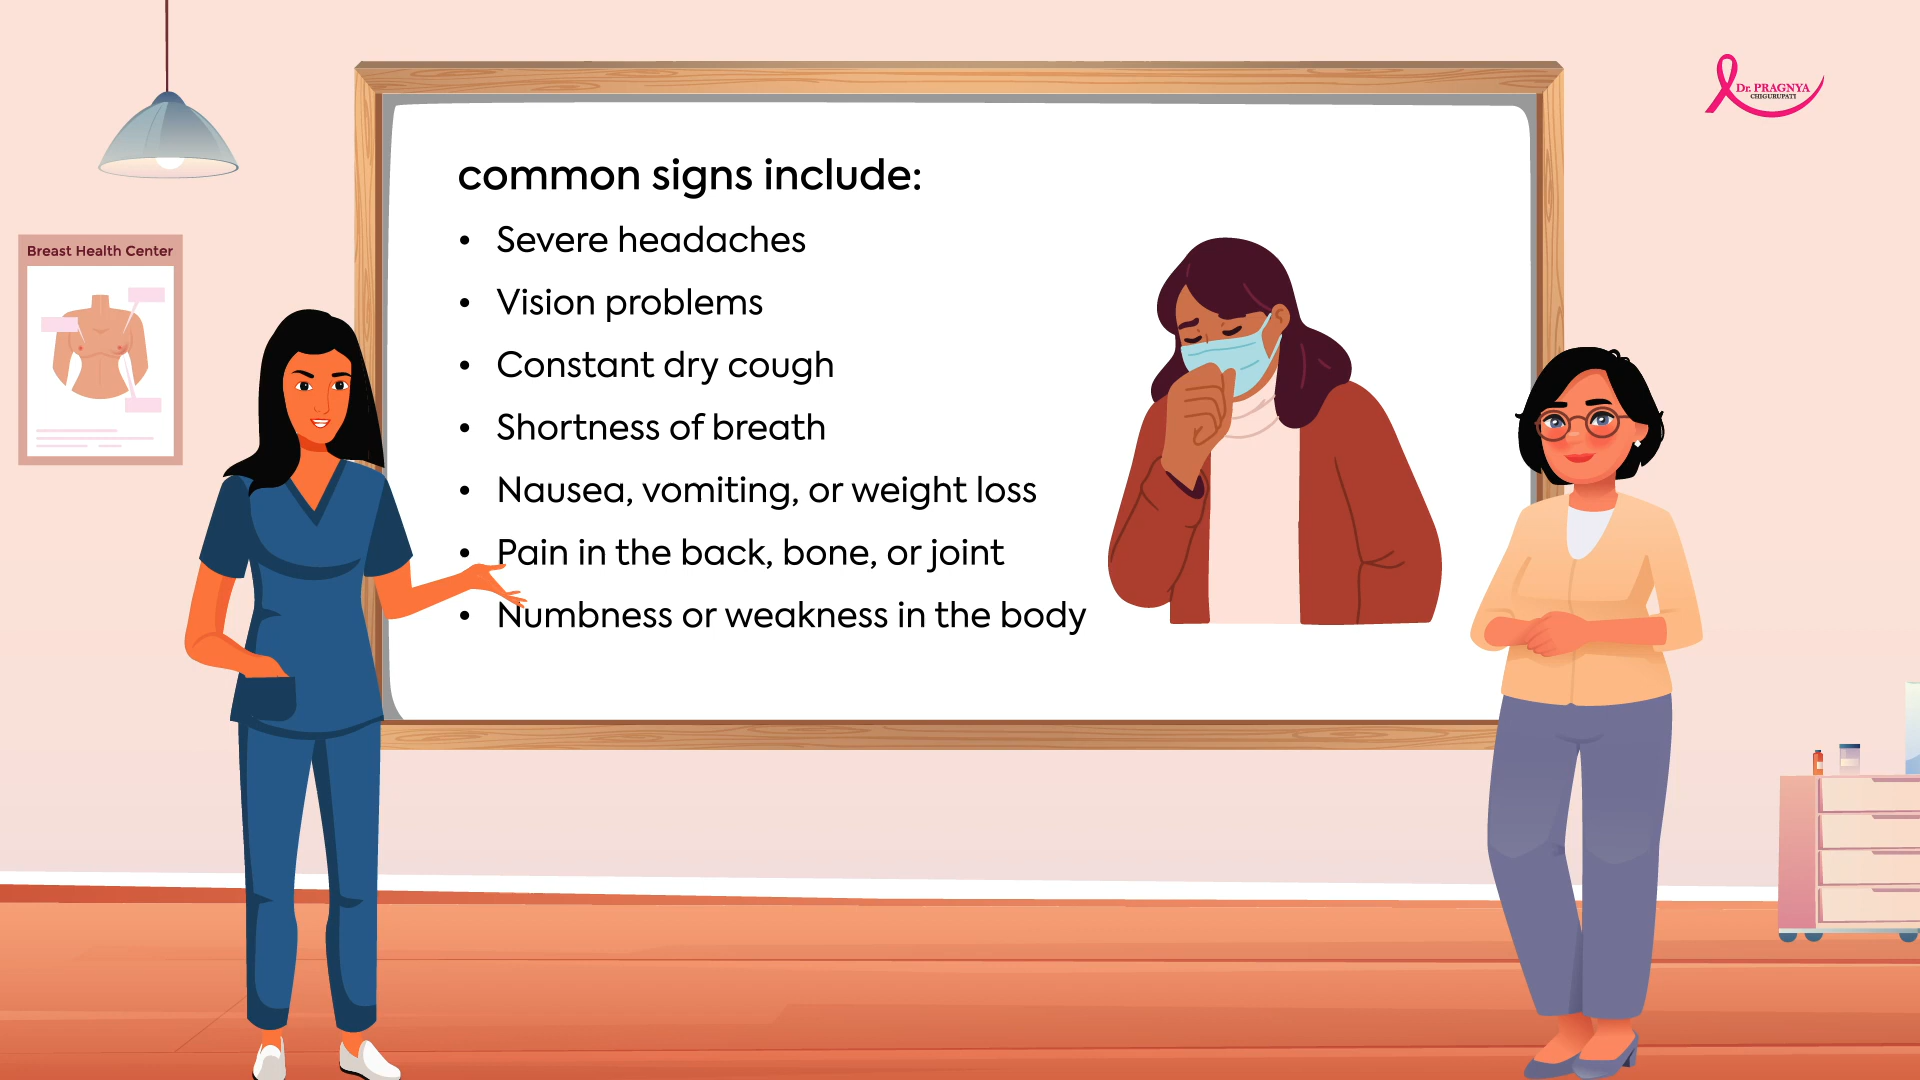 Dr. PRAGNYA
CHIGURUPATI
common signs include:
• Severe headaches
• Vision problems
• Constant dry cough
• Shortness of breath
• Nausea, vomiting, or weight loss
• Pain in the back, bone, or joint
• Numbness or weakness in the body
Breast Health Center